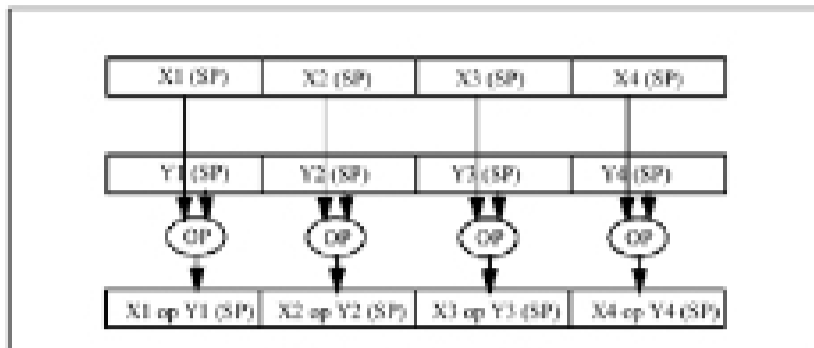 X1 (SP) X2 (SP) X3 (SP) X4 (SP)
Y1 (SP) Y2 (SP) Y3 (SP) Y4 (SP)
OP OP OP OP
X1 op Y1 (SP) X2 op Y2 (SP) X3 op Y3 (SP) X4 op Y4 (SP)